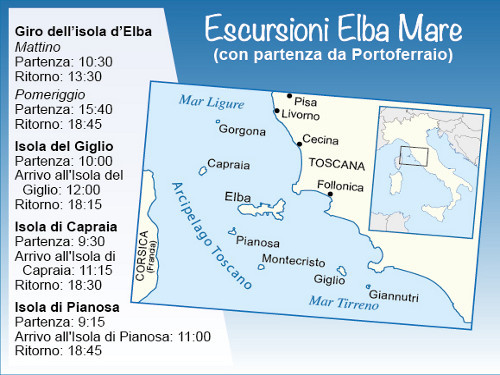 Escursioni Elba Mare
(con partenza da Portoferraio)
Giro dell'isola d'Elba
Mattino
Partenza: 10:30
Ritorno: 13:30
Pomeriggio
Partenza: 15:40
Ritorno: 18:45
Isola del Giglio
Partenza: 10:00
Arrivo all'Isola del
Giglio: 12:00
Ritorno: 18:15
Isola di Capraia
Partenza: 9:30
Arrivo all'Isola di
Capraia: 11:15
Ritorno: 18:30
Isola di Pianosa
Partenza: 9:15
Arrivo all'Isola di Pianosa: 11:00
Ritorno: 18:45
Mar Ligure
Pisa
Livorno
Gorgona
Cecina
TOSCANA
Capraia
Follonica
Elba
Arcipelago Toscano
Pianosa
Montecristo
CORSICA
(Francia)
Giglio
Giannutri
Mar Tirreno